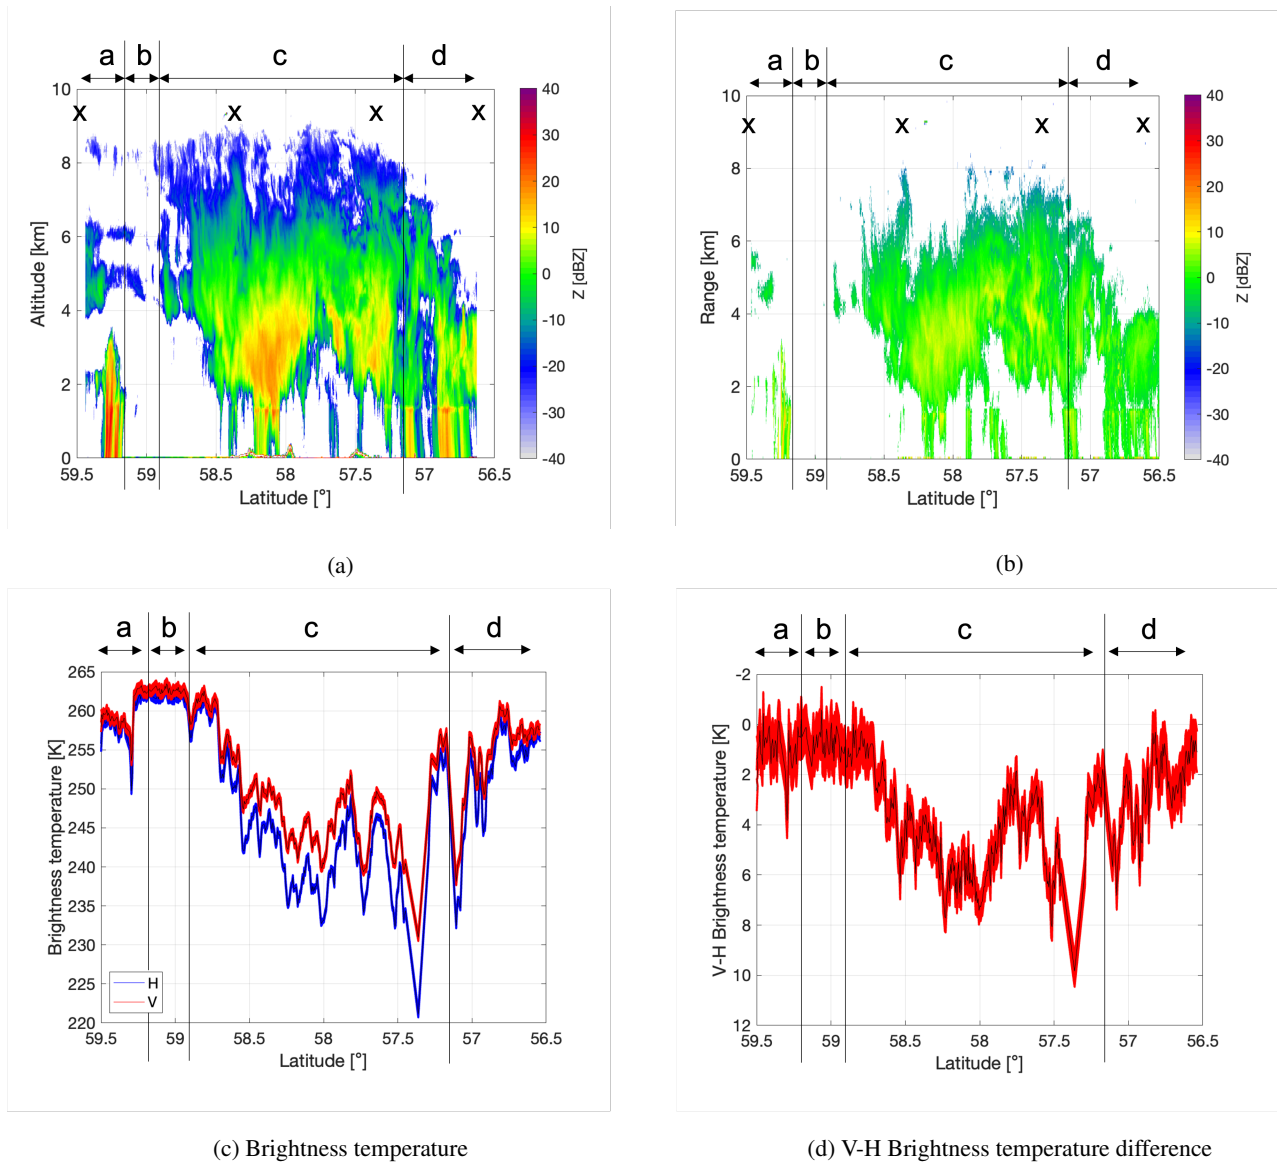 a b c d
10
8
6
4
2
0
Altitude [km]
x x x x
59.5 59 58.5 58 57.5 57 56.5
Latitude [°]
40
30
20
10
0
-10
-20
-30
-40
Z [dBZ]
(a)
a b c d
10
8
6
4
2
0
Range [km]
x x x x
59.5 59 58.5 58 57.5 57 56.5
Latitude [°]
40
30
20
10
0
-10
-20
-30
-40
Z [dBZ]
(b)
a b c d
265
260
255
250
245
240
235
230
225
220
Brightness temperature [K]
H
V
59.5 59 58.5 58 57.5 57 56.5
Latitude [°]
(c) Brightness temperature
a b c d
-2
0
2
4
6
8
10
12
V-H Brightness temperature [K]
59.5 59 58.5 58 57.5 57 56.5
Latitude [°]
(d) V-H Brightness temperature difference